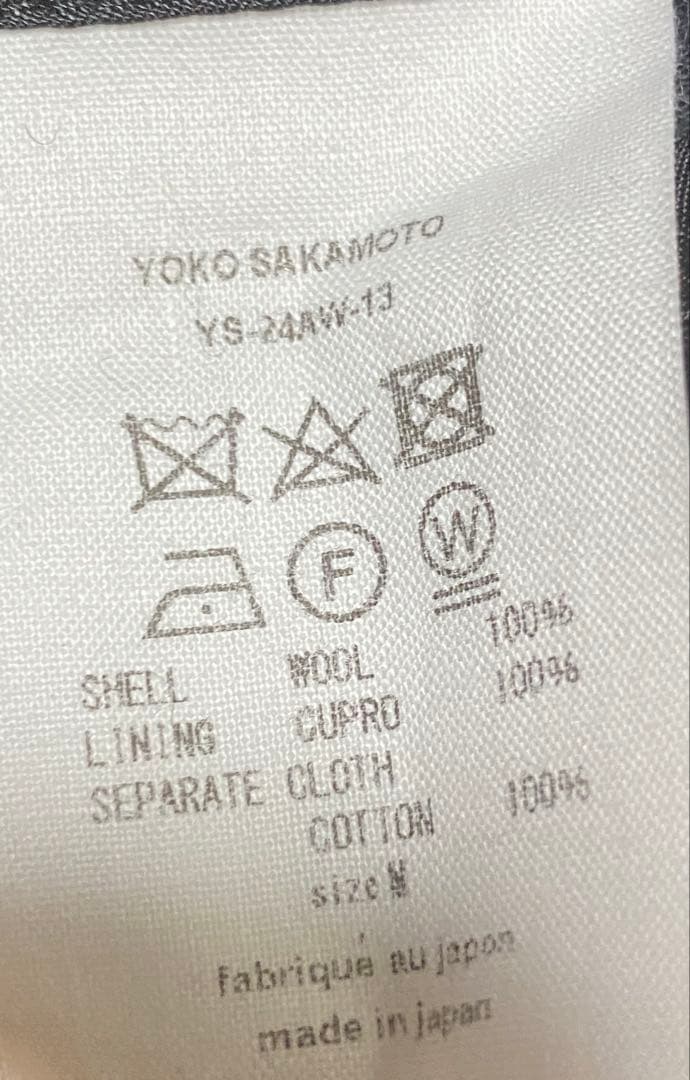 YOKO SAKAMOTO
YS-24AW-13
F W
SHELL WOOL 100%
LINING CUPRO 100%
SEPARATE CLOTH
COTTON 100%
size M
fabriqué au japon
made in japan